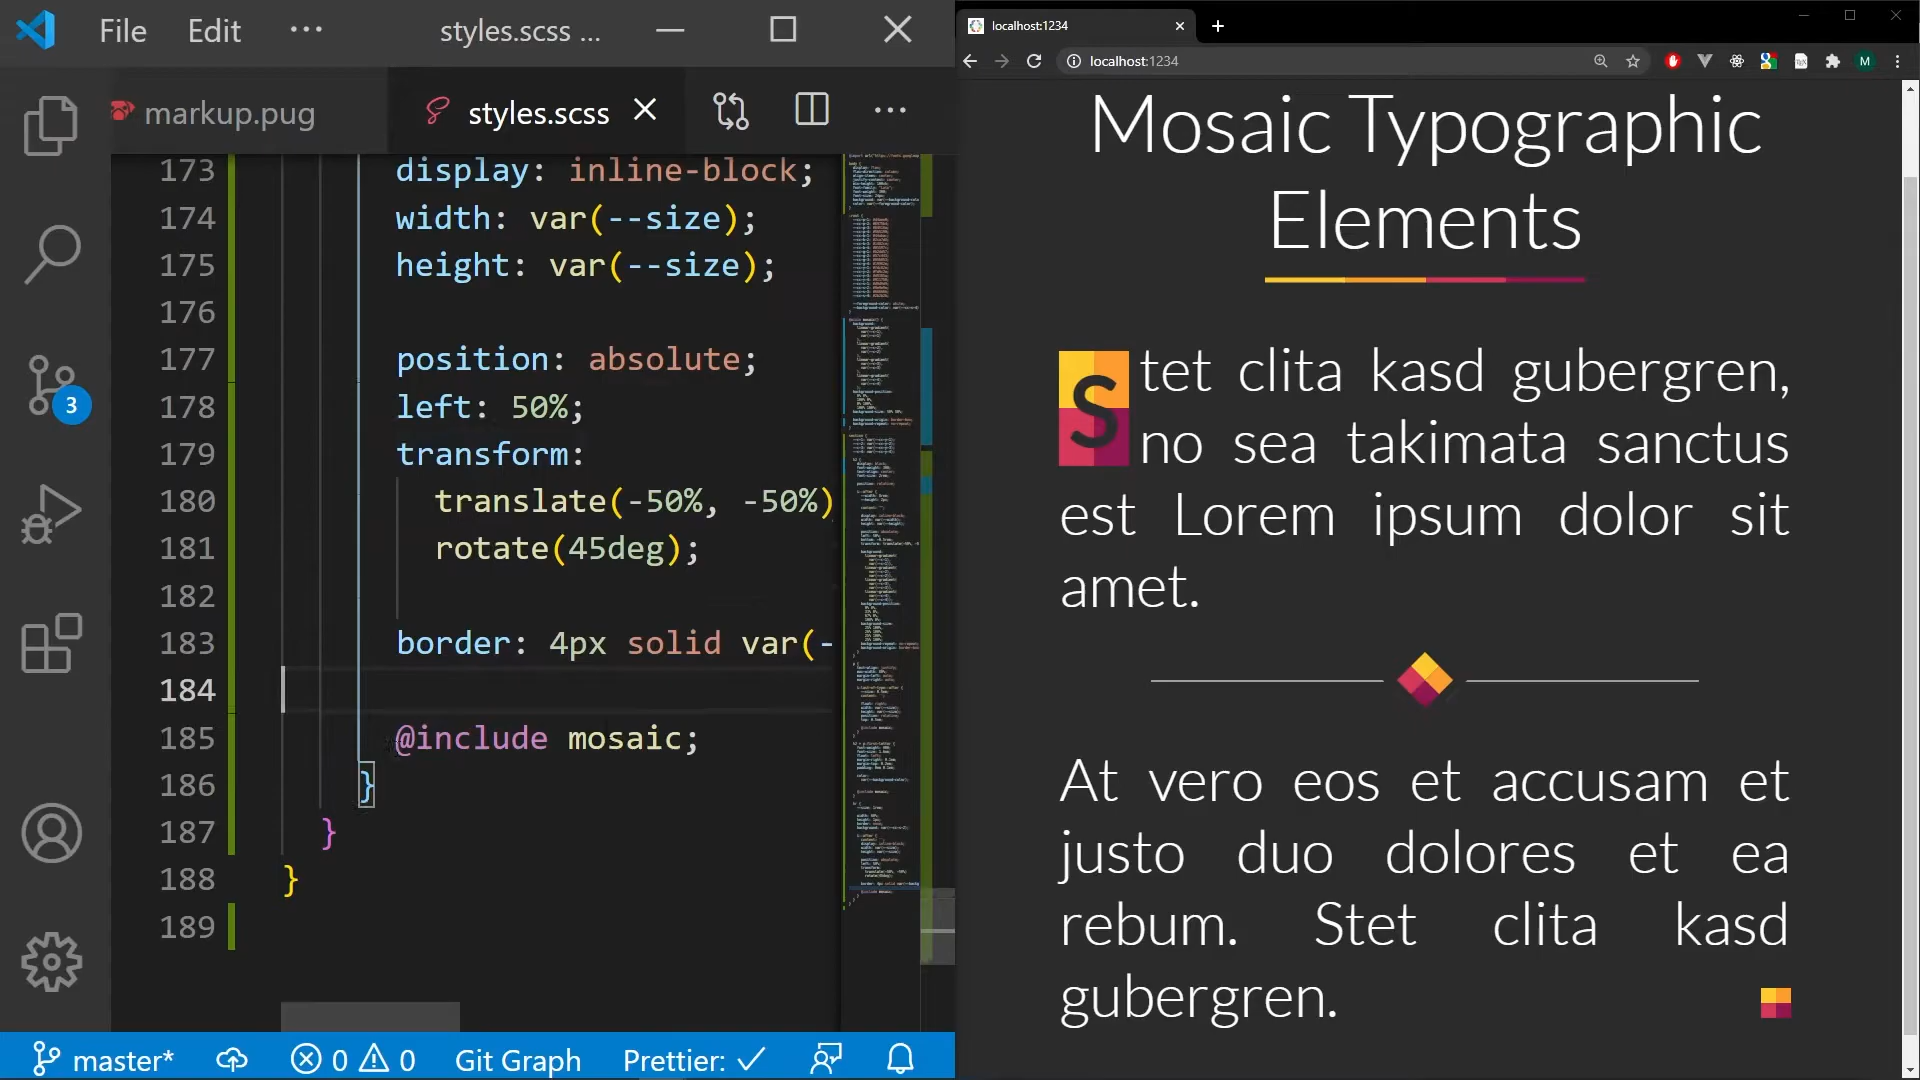 File Edit ··· styles.scss ...
markup.pug styles.scss ···
173 display: inline-block;
174 width: var(--size);
175 height: var(--size);
176
177 position: absolute;
178 left: 50%;
179 transform:
180 translate(-50%, -50%)
181 rotate(45deg);
182
183 border: 4px solid var(-
184
185 @include mosaic;
186 }
187 }
188 }
189
3
master* 0 0 Git Graph Prettier:
localhost:1234
localhost:1234 M
Mosaic Typographic
Elements
Stet clita kasd gubergren,
no sea takimata sanctus
est Lorem ipsum dolor sit
amet.
At vero eos et accusam et
justo duo dolores et ea
rebum. Stet clita kasd
gubergren.